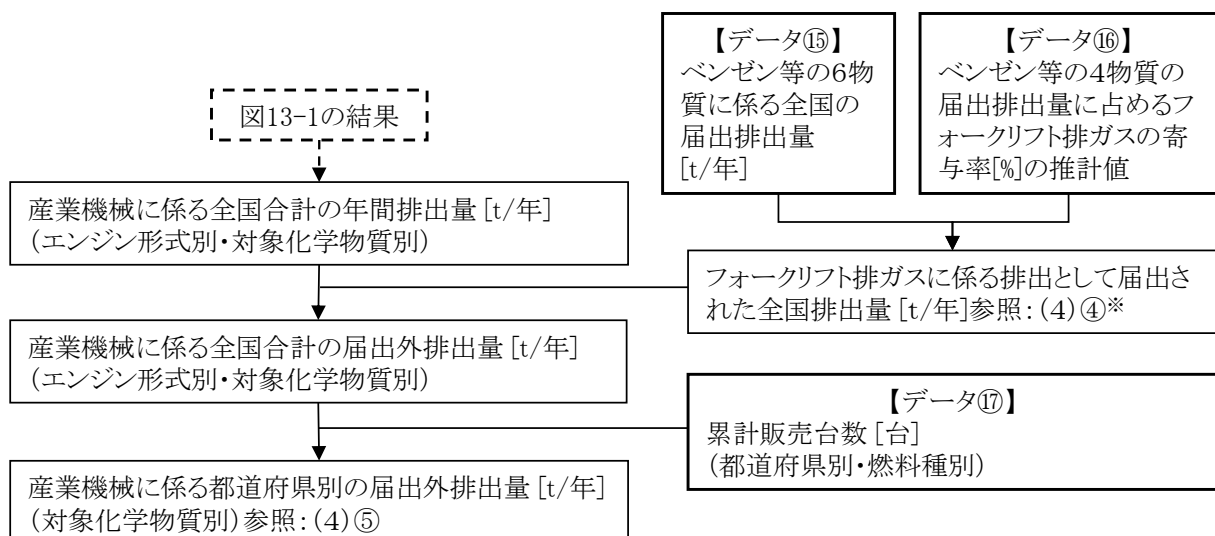 【データ⑮】
ベンゼン等の6物
質に係る全国の
届出排出量
[t/年]
【データ⑯】
ベンゼン等の4物質の
届出排出量に占めるフ
ォークリフト排ガスの寄
与率[%]の推計値
図13-1の結果
産業機械に係る全国合計の年間排出量[t/年]
(エンジン形式別・対象化学物質別)
フォークリフト排ガスに係る排出として届出さ
れた全国排出量[t/年]参照:(4)④※
産業機械に係る全国合計の届出外排出量[t/年]
(エンジン形式別・対象化学物質別)
【データ⑰】
累計販売台数[台]
(都道府県別・燃料種別)
産業機械に係る都道府県別の届出外排出量[t/年]
(対象化学物質別)参照:(4)⑤